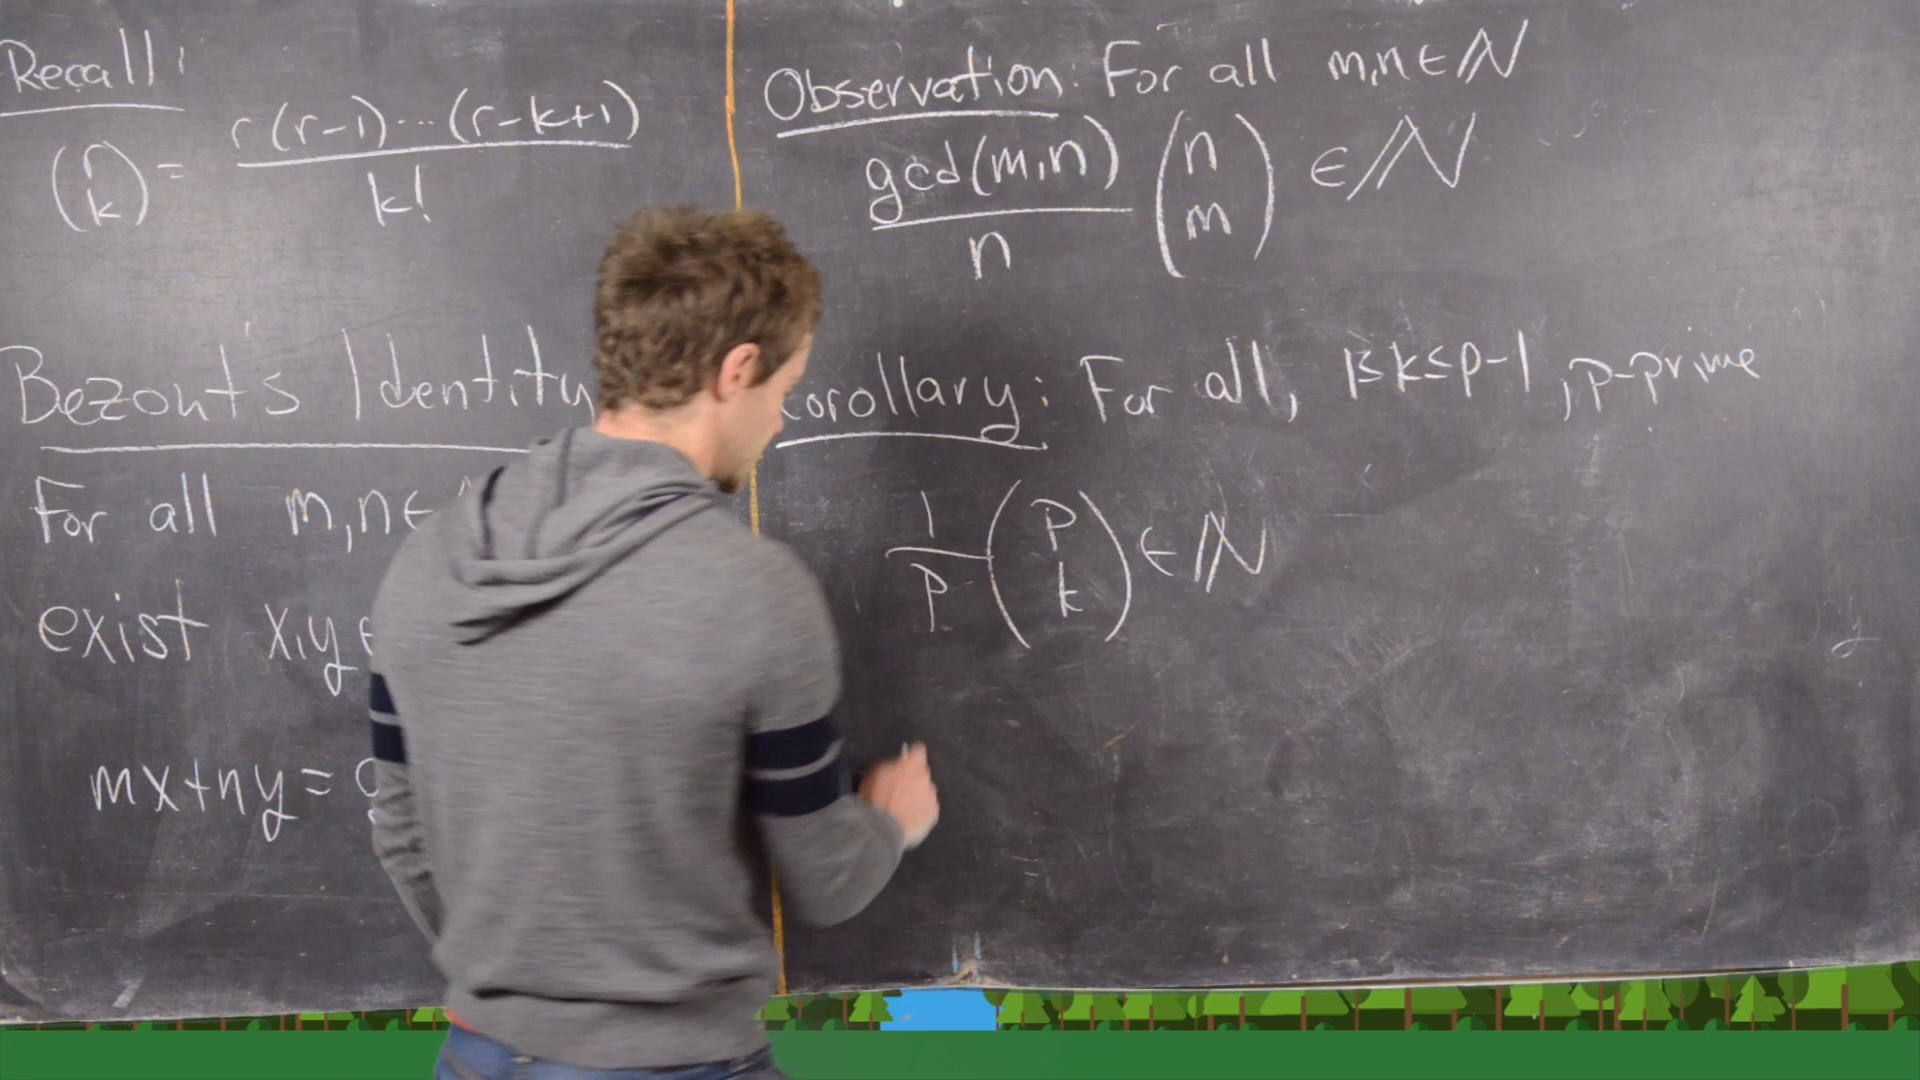 Recall:
(r k) = r(r-1)...(r-k+1) / k!
Bezout's Identity
For all m,n ∈
exist x,y ∈
mx+ny =
Observation: For all m,n ∈ ℕ
gcd(m,n) / n (n m) ∈ ℕ
Corollary: For all, 1≤k≤p-1, p-prime
1/p (p k) ∈ ℕ